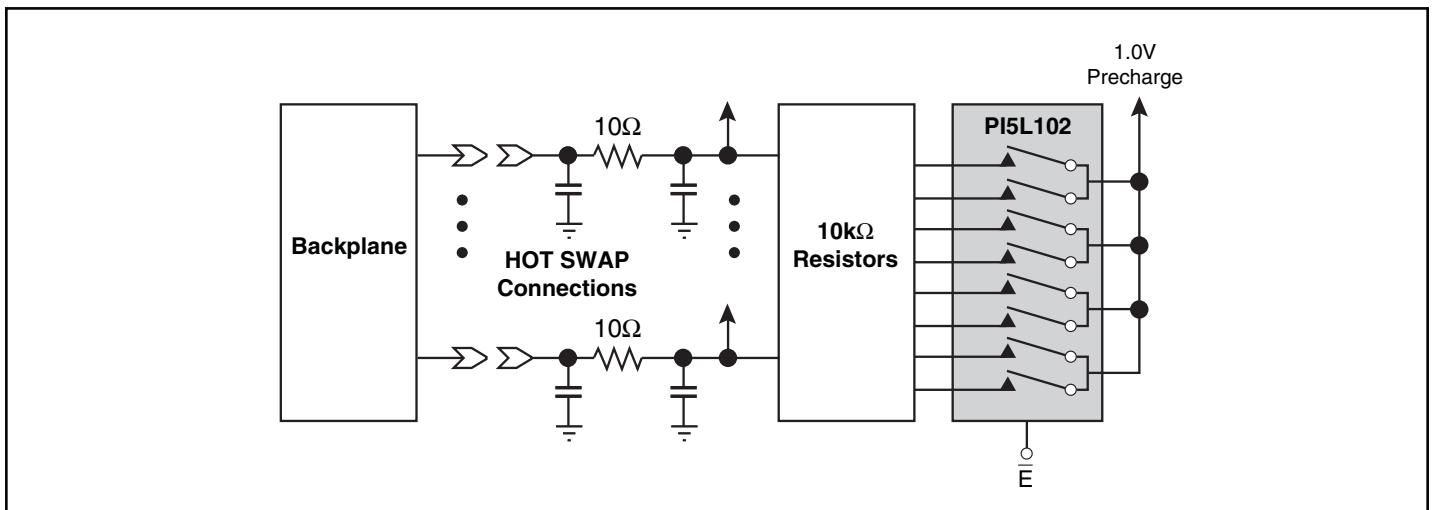 1.0V
Precharge
10Ω
PI5L102
Backplane
HOT SWAP
Connections
10kΩ
Resistors
10Ω
E̅